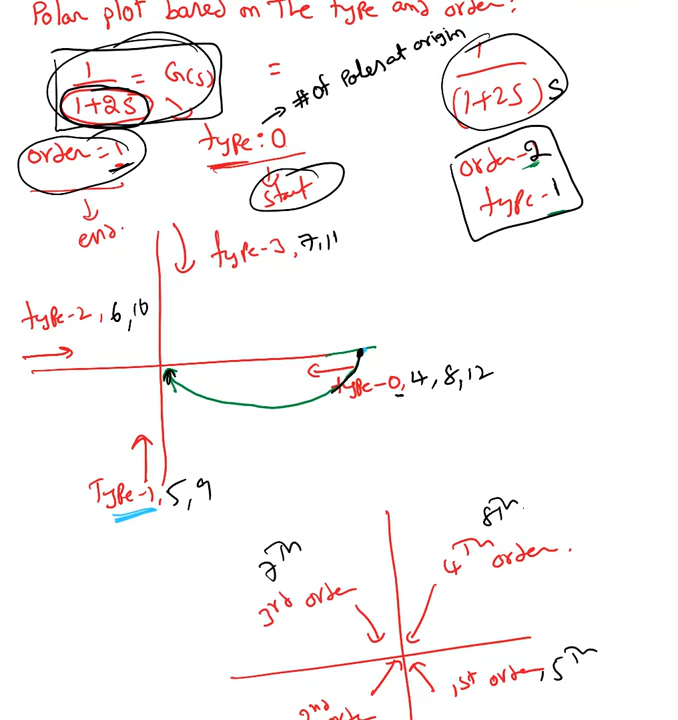 Polar plot based on The type and order.
1/(1+2s) = G(s)
=
1/((1+2s)s)
order = 1
type : 0
→ # of Poles at origin
order-2
type-1
end.
start
type-3, 7, 11
type-2, 6, 10
type-0, 4, 8, 12
Type-1, 5, 9
8Th
7Th
4Th order.
3rd order
1st order, 5Th
2nd